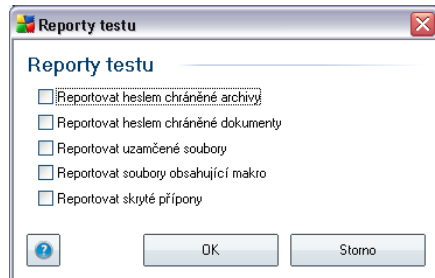 Reporty testu
Reporty testu
Reportovat heslem chráněné archivy
Reportovat heslem chráněné dokumenty
Reportovat uzamčené soubory
Reportovat soubory obsahující makro
Reportovat skryté přípony
? OK Storno